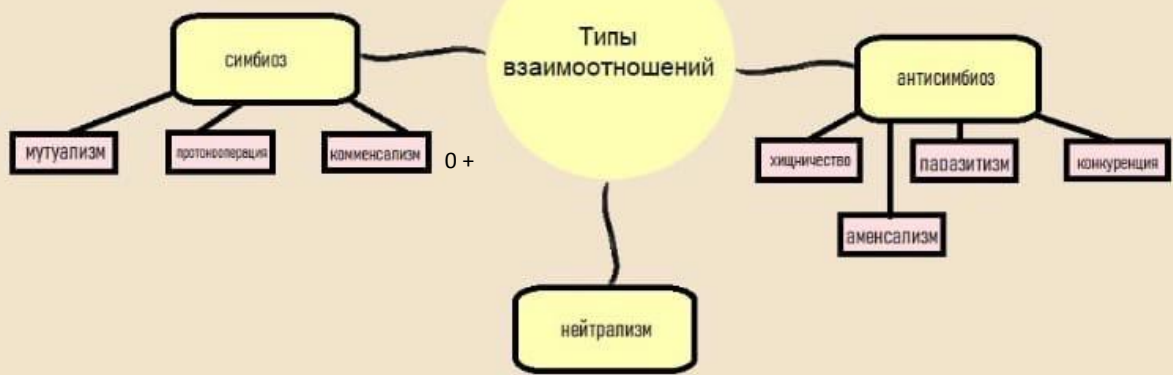 Типы
взаимоотношений
симбиоз
мутуализм
протокооперация
комменсализм
0 +
антисимбиоз
хищничество
паразитизм
конкуренция
аменсализм
нейтрализм